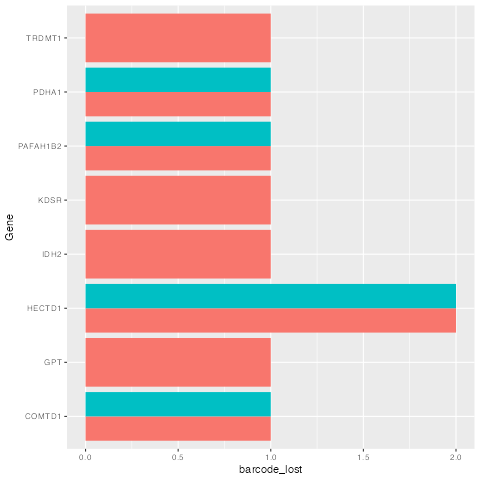 TRDMT1
PDHA1
PAFAH1B2
KDSR
IDH2
HECTD1
GPT
COMTD1
Gene
0.0 0.5 1.0 1.5 2.0
barcode_lost